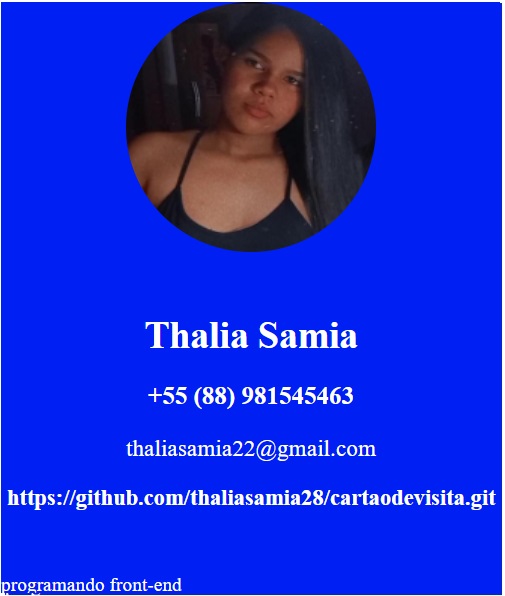 Thalia Samia
+55 (88) 981545463
thaliasamia22@gmail.com
https://github.com/thaliasamia28/cartaodevisita.git
programando front-end